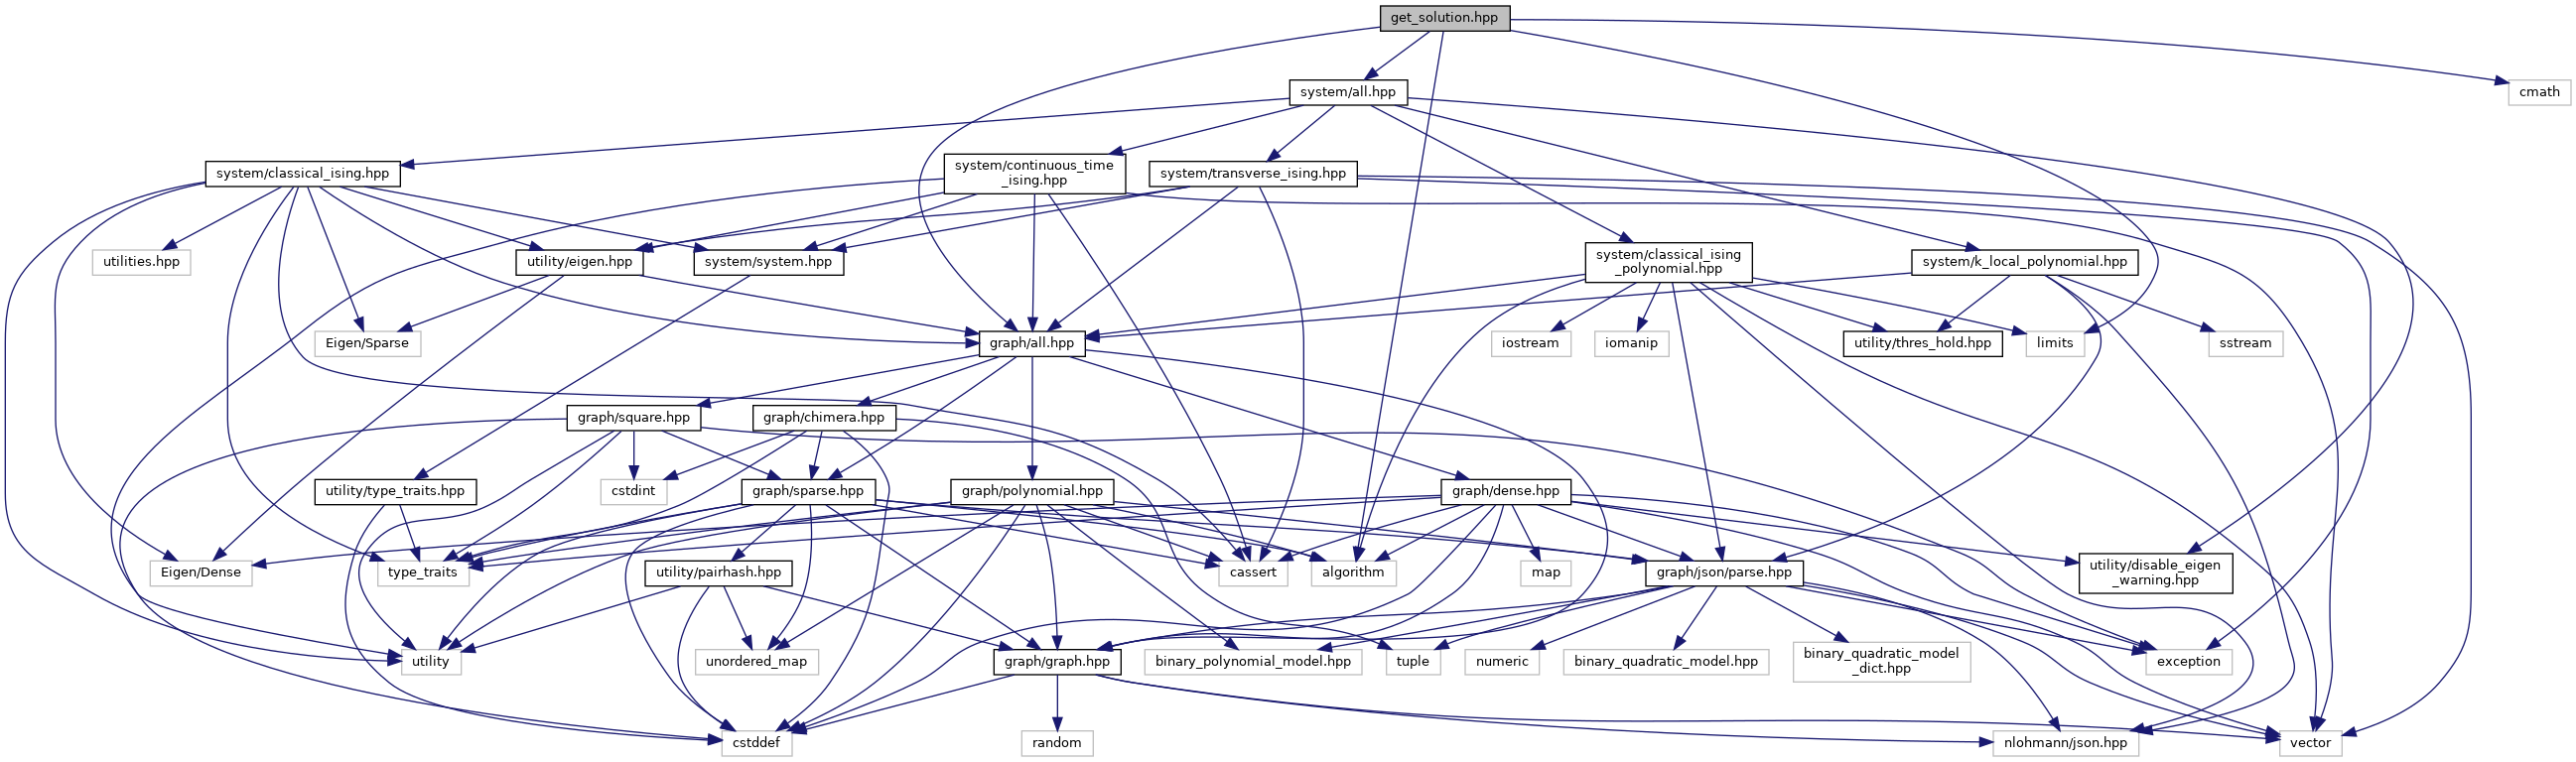 get_solution.hpp
system/all.hpp
cmath
system/classical_ising.hpp
system/continuous_time
_ising.hpp
system/transverse_ising.hpp
utilities.hpp
utility/eigen.hpp
system/system.hpp
system/classical_ising
_polynomial.hpp
system/k_local_polynomial.hpp
Eigen/Sparse
graph/all.hpp
iostream
iomanip
utility/thres_hold.hpp
limits
sstream
graph/square.hpp
graph/chimera.hpp
utility/type_traits.hpp
cstdint
graph/sparse.hpp
graph/polynomial.hpp
graph/dense.hpp
Eigen/Dense
type_traits
utility/pairhash.hpp
cassert
algorithm
map
graph/json/parse.hpp
utility/disable_eigen
_warning.hpp
utility
unordered_map
graph/graph.hpp
binary_polynomial_model.hpp
tuple
numeric
binary_quadratic_model.hpp
binary_quadratic_model
_dict.hpp
exception
cstddef
random
nlohmann/json.hpp
vector